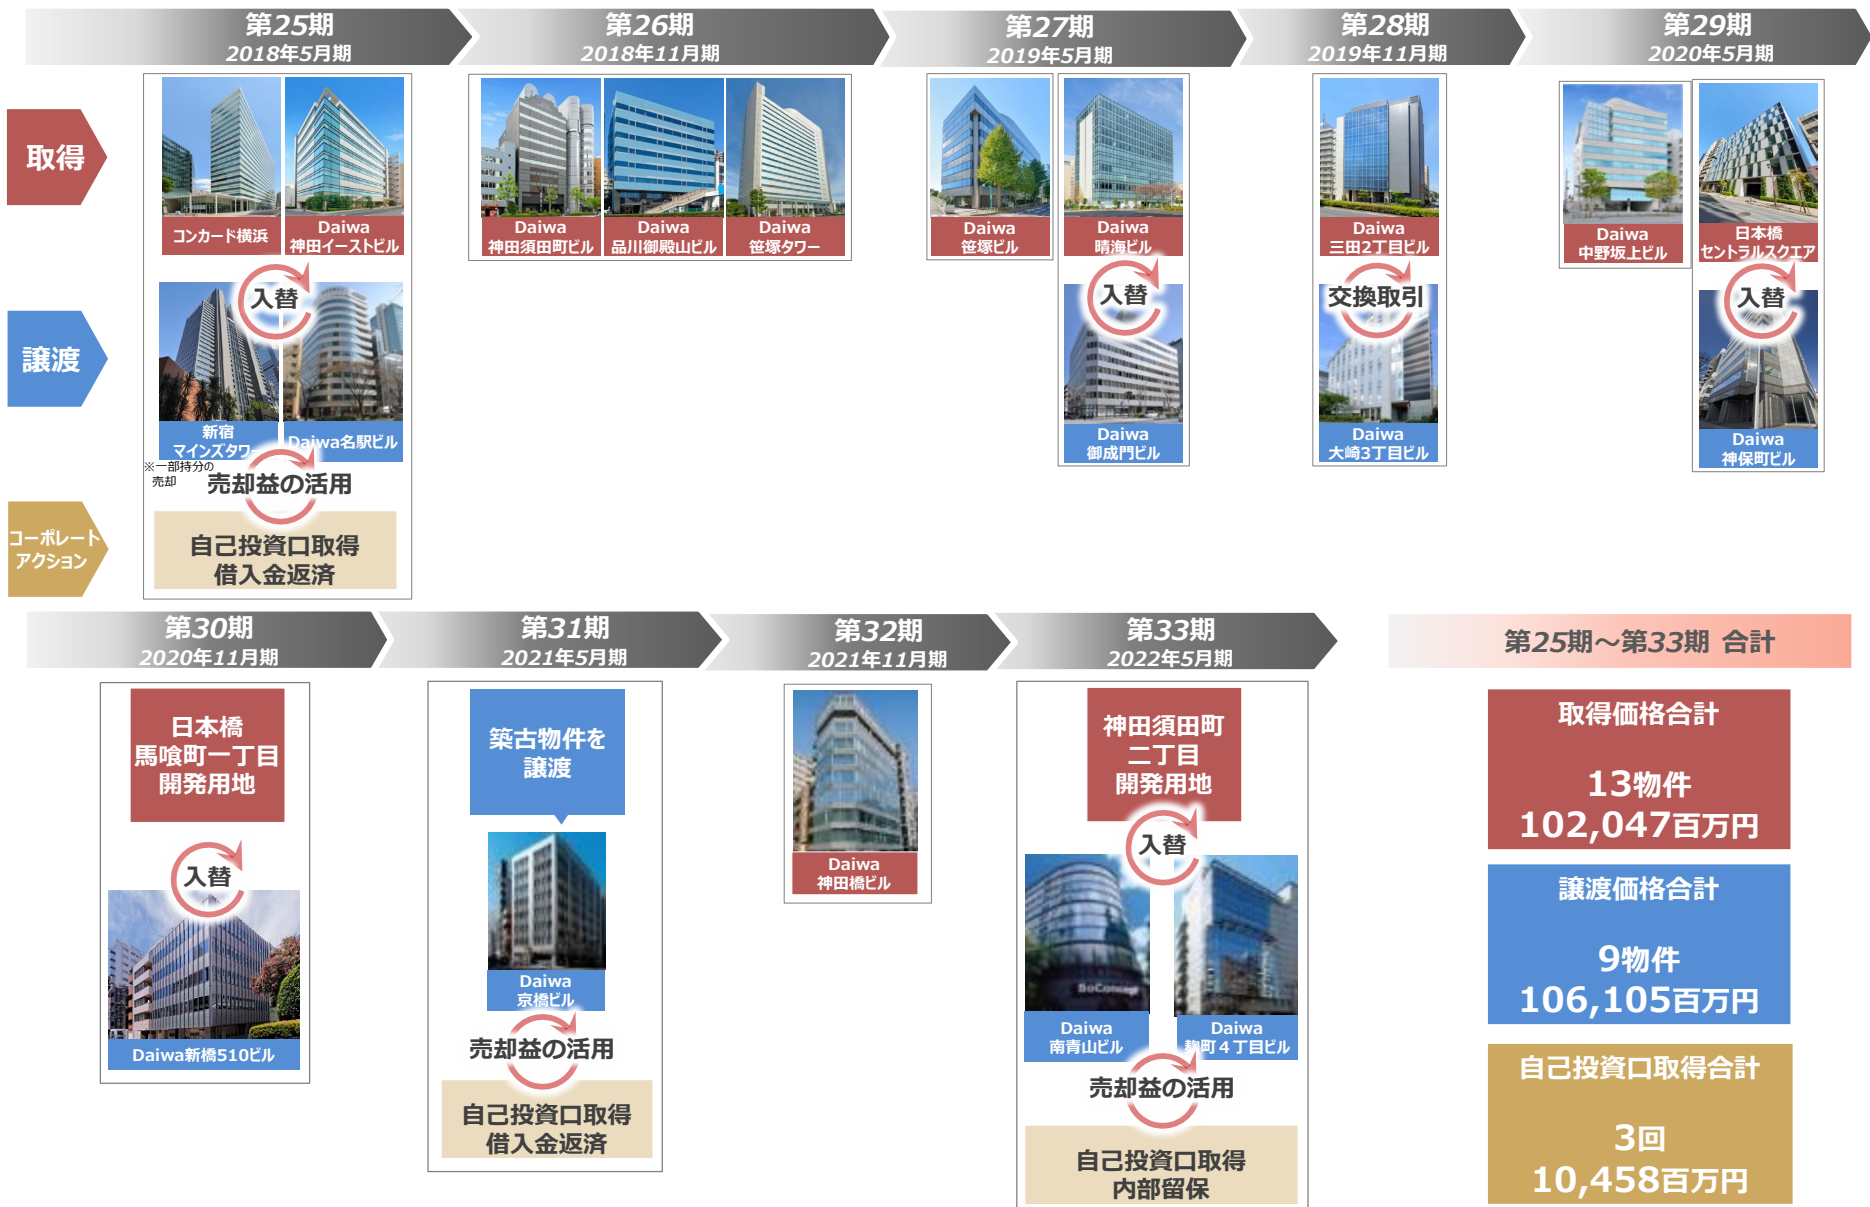 第25期
2018年5月期
第26期
2018年11月期
第27期
2019年5月期
第28期
2019年11月期
第29期
2020年5月期
取得
コンカード横浜
Daiwa
神田イーストビル
Daiwa
神田須田町ビル
Daiwa
品川御殿山ビル
Daiwa
笹塚タワー
Daiwa
笹塚ビル
Daiwa
晴海ビル
Daiwa
三田2丁目ビル
Daiwa
中野坂上ビル
日本橋
セントラルスクエア
入替
入替
交換取引
入替
譲渡
新宿
マインズタワー
Daiwa名駅ビル
Daiwa
御成門ビル
Daiwa
大崎3丁目ビル
Daiwa
神保町ビル
※一部持分の
売却
売却益の活用
コーポレート
アクション
自己投資口取得
借入金返済
第30期
2020年11月期
第31期
2021年5月期
第32期
2021年11月期
第33期
2022年5月期
第25期～第33期 合計
日本橋
馬喰町一丁目
開発用地
入替
Daiwa新橋510ビル
築古物件を
譲渡
Daiwa
京橋ビル
売却益の活用
自己投資口取得
借入金返済
Daiwa
神田橋ビル
神田須田町
二丁目
開発用地
入替
BoConcept
Daiwa
南青山ビル
Daiwa
麹町４丁目ビル
売却益の活用
自己投資口取得
内部留保
取得価格合計
13物件
102,047百万円
譲渡価格合計
9物件
106,105百万円
自己投資口取得合計
3回
10,458百万円